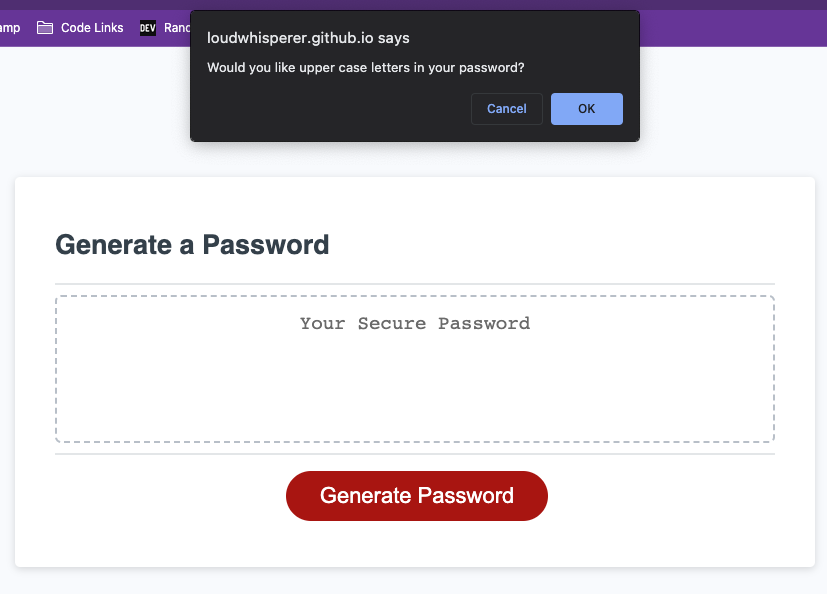 amp Code Links DEV Ranc
loudwhisperer.github.io says
Would you like upper case letters in your password?
Cancel OK
Generate a Password
Your Secure Password
Generate Password